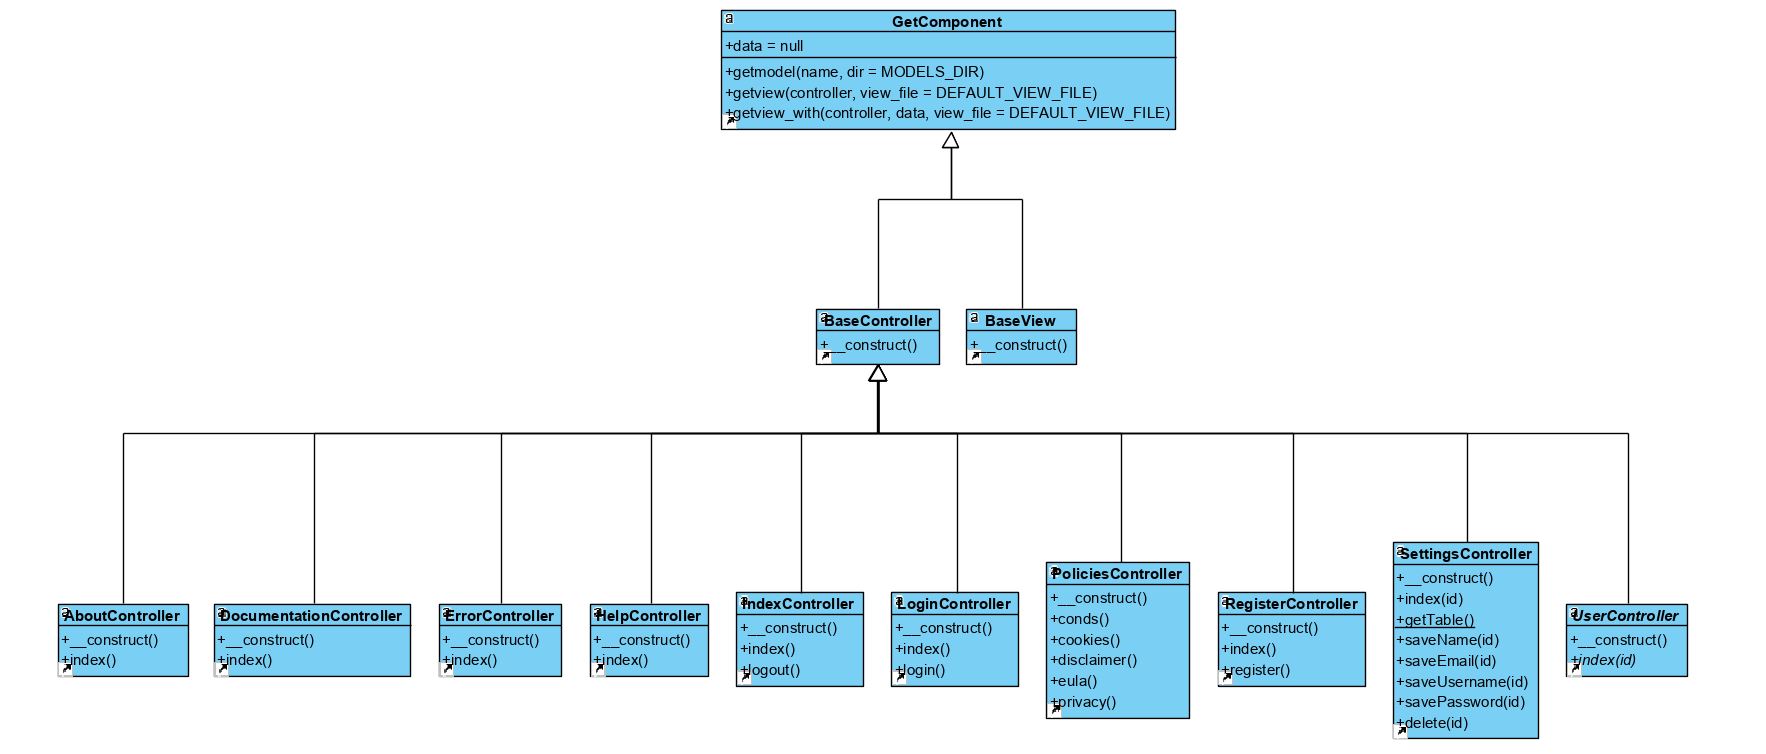 GetComponent
+data = null
+getmodel(name, dir = MODELS_DIR)
+getview(controller, view_file = DEFAULT_VIEW_FILE)
+getview_with(controller, data, view_file = DEFAULT_VIEW_FILE)
BaseController
+__construct()
BaseView
+__construct()
AboutController
+__construct()
+index()
DocumentationController
+__construct()
+index()
ErrorController
+__construct()
+index()
HelpController
+__construct()
+index()
IndexController
+__construct()
+index()
+logout()
LoginController
+__construct()
+index()
+login()
PoliciesController
+__construct()
+conds()
+cookies()
+disclaimer()
+eula()
+privacy()
RegisterController
+__construct()
+index()
+register()
SettingsController
+__construct()
+index(id)
+getTable()
+saveName(id)
+saveEmail(id)
+saveUsername(id)
+savePassword(id)
+delete(id)
UserController
+__construct()
+index(id)